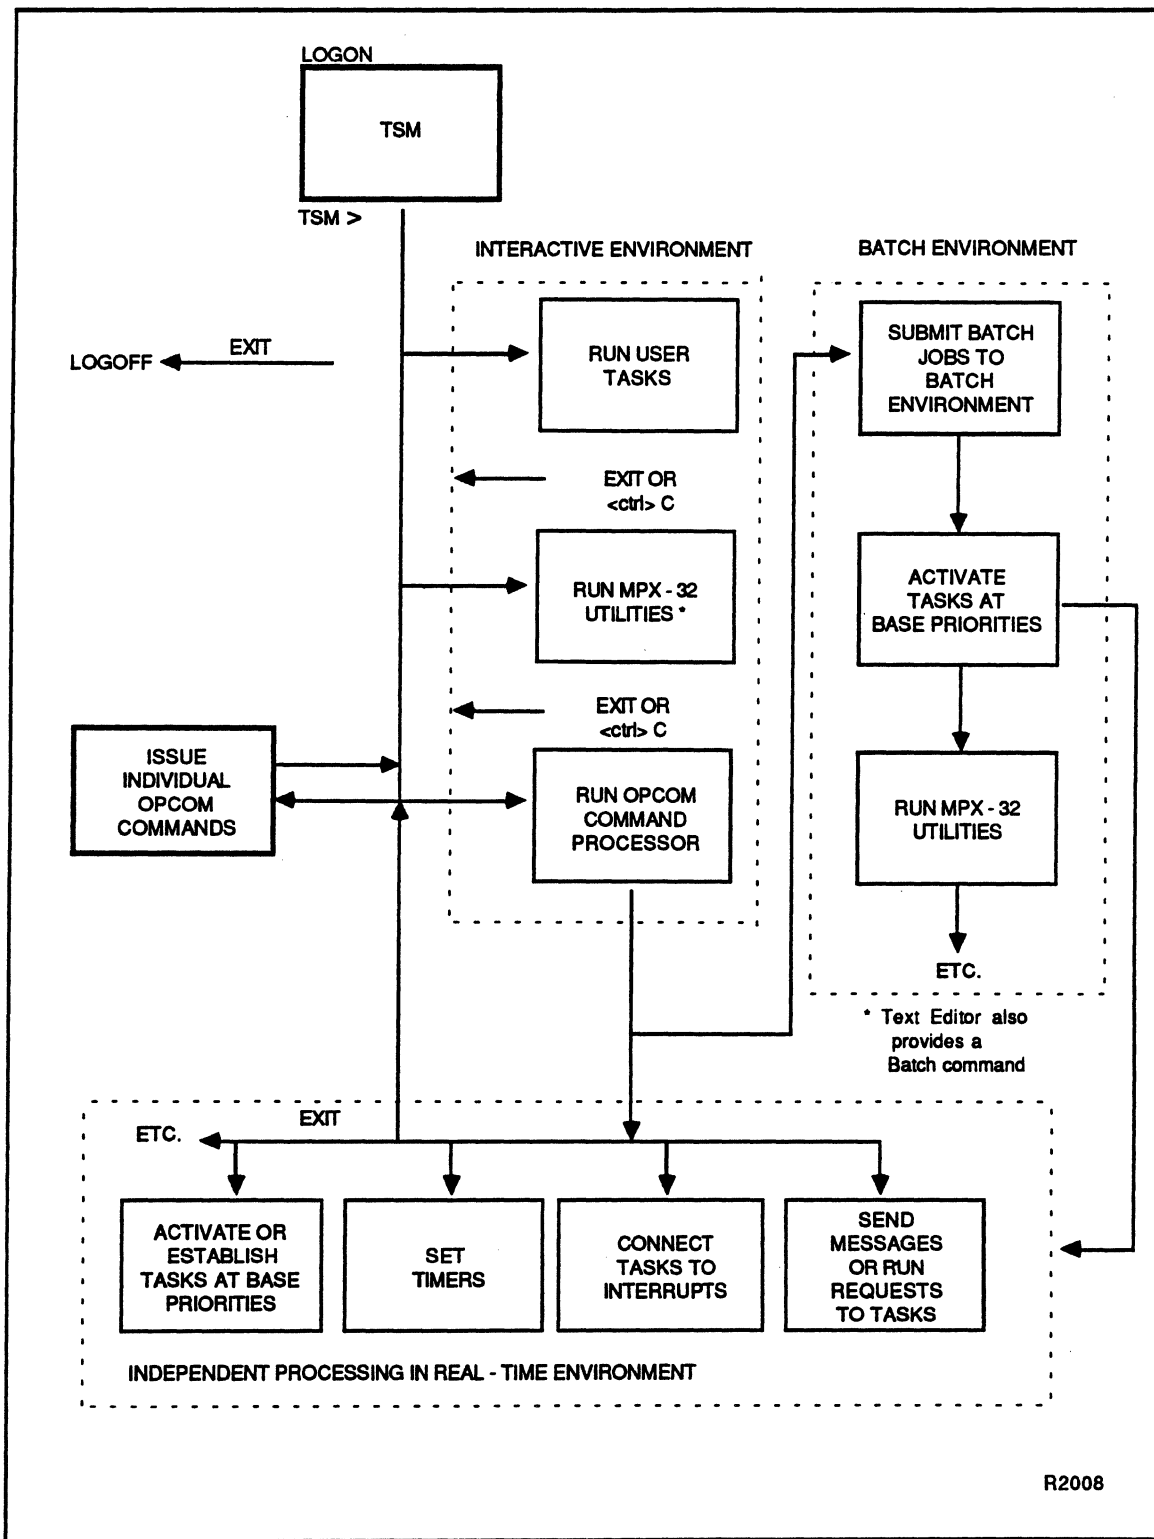 LOGON
TSM
TSM >
INTERACTIVE ENVIRONMENT
BATCH ENVIRONMENT
LOGOFF
EXIT
RUN USER
TASKS
SUBMIT BATCH
JOBS TO
BATCH
ENVIRONMENT
EXIT OR
<ctrl> C
RUN MPX - 32
UTILITIES *
ACTIVATE
TASKS AT
BASE PRIORITIES
EXIT OR
<ctrl> C
ISSUE
INDIVIDUAL
OPCOM
COMMANDS
RUN OPCOM
COMMAND
PROCESSOR
RUN MPX - 32
UTILITIES
ETC.
* Text Editor also
provides a
Batch command
EXIT
ETC.
ACTIVATE OR
ESTABLISH
TASKS AT BASE
PRIORITIES
SET
TIMERS
CONNECT
TASKS TO
INTERRUPTS
SEND
MESSAGES
OR RUN
REQUESTS
TO TASKS
INDEPENDENT PROCESSING IN REAL - TIME ENVIRONMENT
R2008